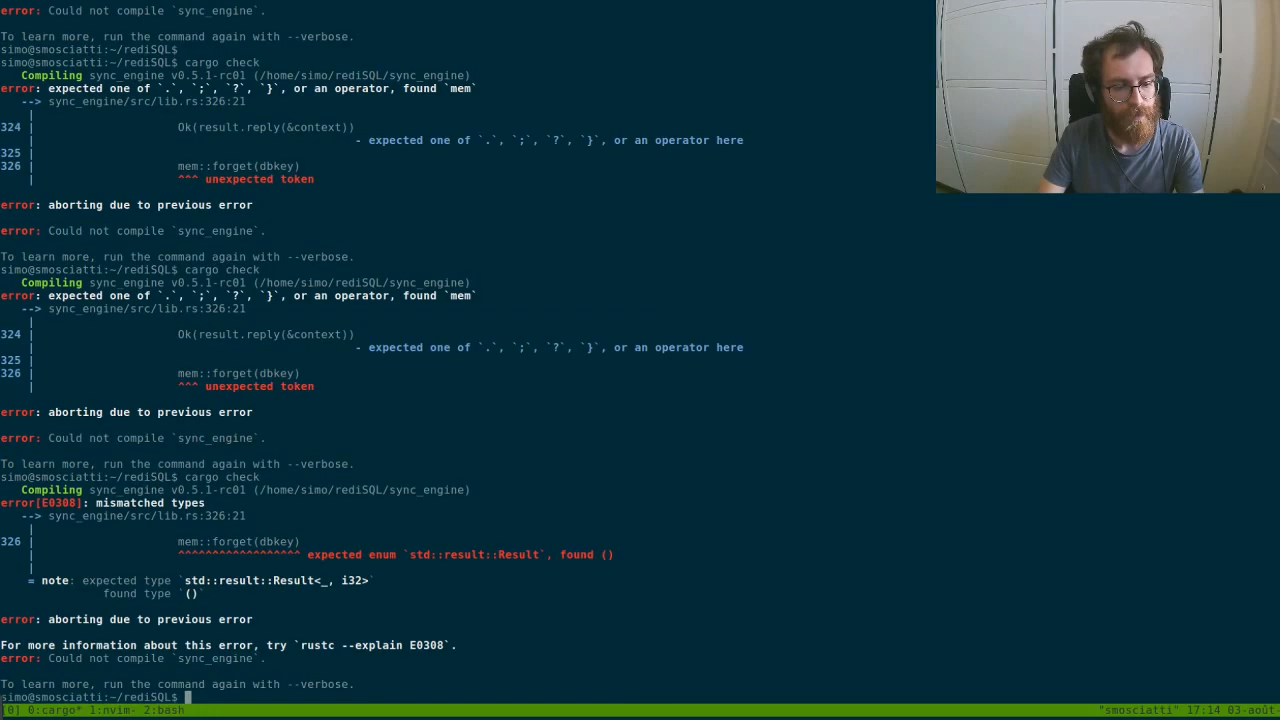 error: Could not compile `sync_engine`.
To learn more, run the command again with --verbose.
simo@smosciatti:~/rediSQL$
simo@smosciatti:~/rediSQL$ cargo check
   Compiling sync_engine v0.5.1-rc01 (/home/simo/rediSQL/sync_engine)
error: expected one of `.`, `;`, `?`, `}`, or an operator, found `mem`
   --> sync_engine/src/lib.rs:326:21
    |
324 |                     Ok(result.reply(&context))
    |                                               - expected one of `.`, `;`, `?`, `}`, or an operator here
325 |
326 |                     mem::forget(dbkey)
    |                     ^^^ unexpected token
error: aborting due to previous error
error: Could not compile `sync_engine`.
To learn more, run the command again with --verbose.
simo@smosciatti:~/rediSQL$ cargo check
   Compiling sync_engine v0.5.1-rc01 (/home/simo/rediSQL/sync_engine)
error: expected one of `.`, `;`, `?`, `}`, or an operator, found `mem`
   --> sync_engine/src/lib.rs:326:21
    |
324 |                     Ok(result.reply(&context))
    |                                               - expected one of `.`, `;`, `?`, `}`, or an operator here
325 |
326 |                     mem::forget(dbkey)
    |                     ^^^ unexpected token
error: aborting due to previous error
error: Could not compile `sync_engine`.
To learn more, run the command again with --verbose.
simo@smosciatti:~/rediSQL$ cargo check
   Compiling sync_engine v0.5.1-rc01 (/home/simo/rediSQL/sync_engine)
error[E0308]: mismatched types
   --> sync_engine/src/lib.rs:326:21
    |
326 |                     mem::forget(dbkey)
    |                     ^^^^^^^^^^^^^^^^^^ expected enum `std::result::Result`, found ()
    |
    = note: expected type `std::result::Result<_, i32>`
               found type `()`
error: aborting due to previous error
For more information about this error, try `rustc --explain E0308`.
error: Could not compile `sync_engine`.
To learn more, run the command again with --verbose.
simo@smosciatti:~/rediSQL$
[0] 0:cargo* 1:nvim- 2:bash "smosciatti" 17:14 03-août-